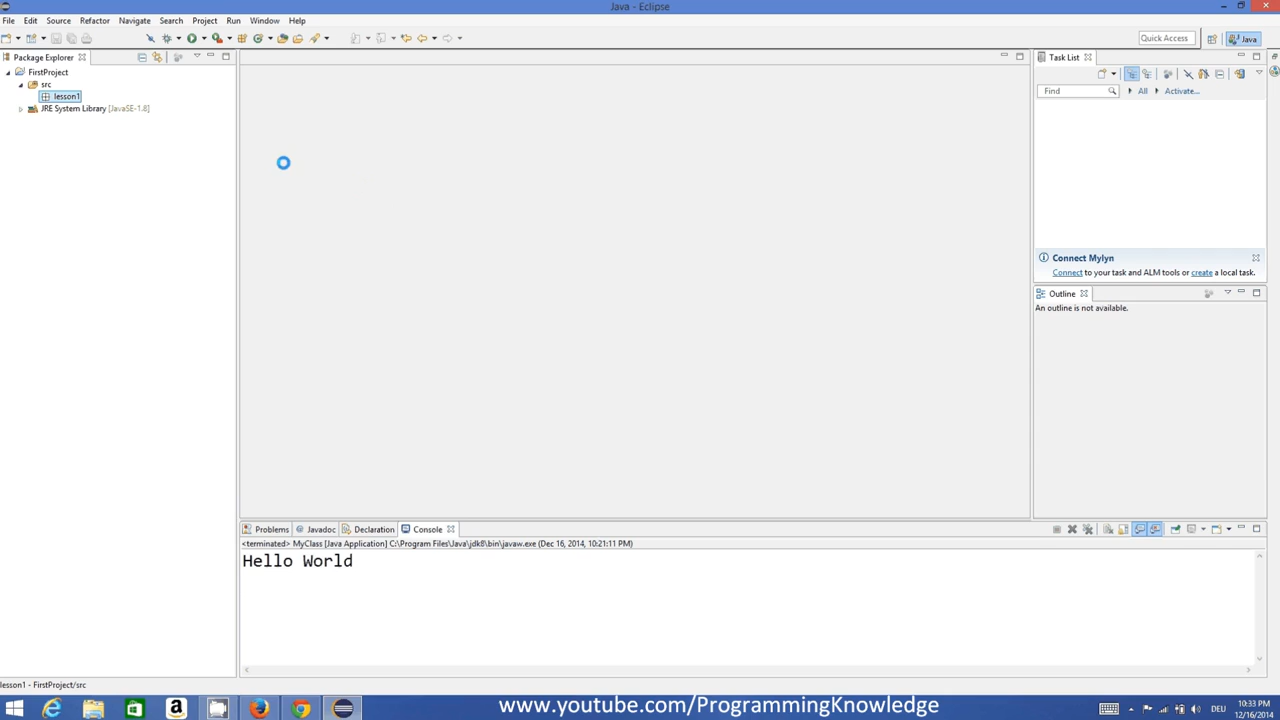 Java - Eclipse
File Edit Source Refactor Navigate Search Project Run Window Help
Quick Access
Java
Package Explorer
FirstProject
src
lesson1
JRE System Library [JavaSE-1.8]
Task List
Find
All
Activate...
Connect Mylyn
Connect to your task and ALM tools or create a local task.
Outline
An outline is not available.
Problems
Javadoc
Declaration
Console
<terminated> MyClass [Java Application] C:\Program Files\Java\jdk8\bin\javaw.exe (Dec 16, 2014, 10:21:11 PM)
Hello World
lesson1 - FirstProject/src
www.youtube.com/ProgrammingKnowledge
DEU
10:33 PM
12/16/2014